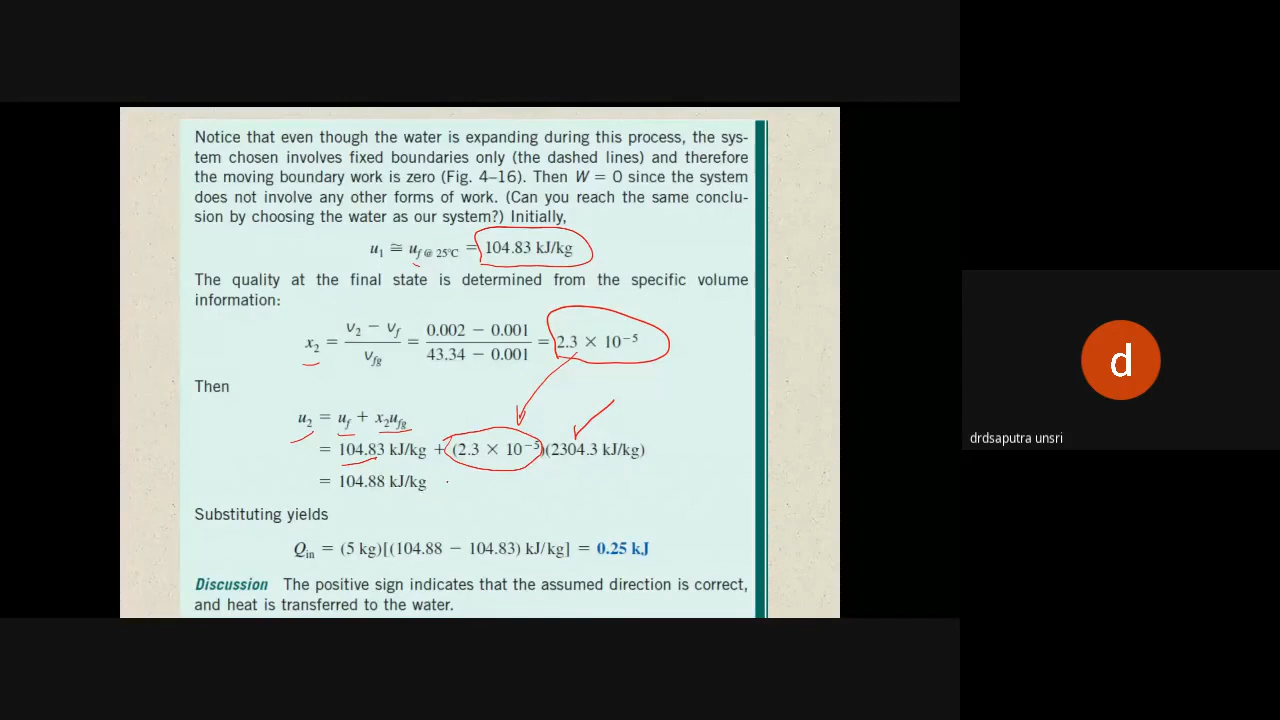 Notice that even though the water is expanding during this process, the sys-
tem chosen involves fixed boundaries only (the dashed lines) and therefore
the moving boundary work is zero (Fig. 4–16). Then W = 0 since the system
does not involve any other forms of work. (Can you reach the same conclu-
sion by choosing the water as our system?) Initially,
u₁ ≅ u_f @ 25°C = 104.83 kJ/kg
The quality at the final state is determined from the specific volume
information:
x₂ = (v₂ − v_f)/v_fg = (0.002 − 0.001)/(43.34 − 0.001) = 2.3 × 10⁻⁵
Then
u₂ = u_f + x₂u_fg
= 104.83 kJ/kg + (2.3 × 10⁻⁵)(2304.3 kJ/kg)
= 104.88 kJ/kg
Substituting yields
Q_in = (5 kg)[(104.88 − 104.83) kJ/kg] = 0.25 kJ
Discussion The positive sign indicates that the assumed direction is correct,
and heat is transferred to the water.
d
drdsaputra unsri